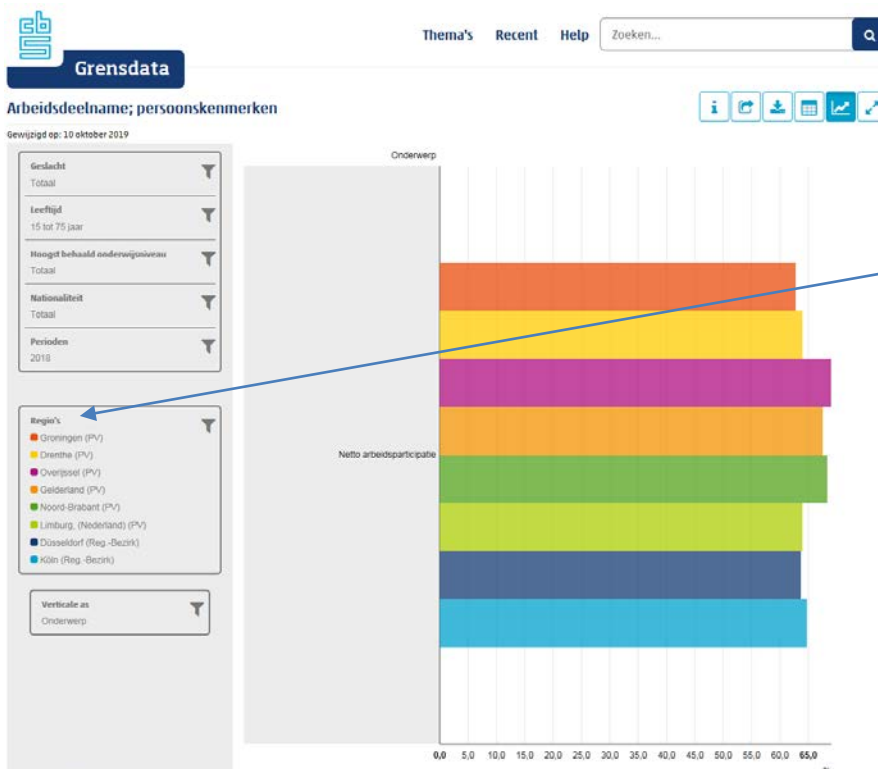 cbs
Thema's Recent Help Zoeken...
Grensdata
Arbeidsdeelname; persoonskenmerken
Gewijzigd op: 10 oktober 2019
Geslacht
Totaal
Leeftijd
15 tot 75 jaar
Hoogst behaald onderwijsniveau
Totaal
Nationaliteit
Totaal
Perioden
2018
Regio's
Groningen (PV)
Drenthe (PV)
Overijssel (PV)
Gelderland (PV)
Noord-Brabant (PV)
Limburg, (Nederland) (PV)
Düsseldorf (Reg.-Bezirk)
Köln (Reg.-Bezirk)
Verticale as
Onderwerp
Onderwerp
Netto arbeidsparticipatie
0,0 5,0 10,0 15,0 20,0 25,0 30,0 35,0 40,0 45,0 50,0 55,0 60,0 65,0